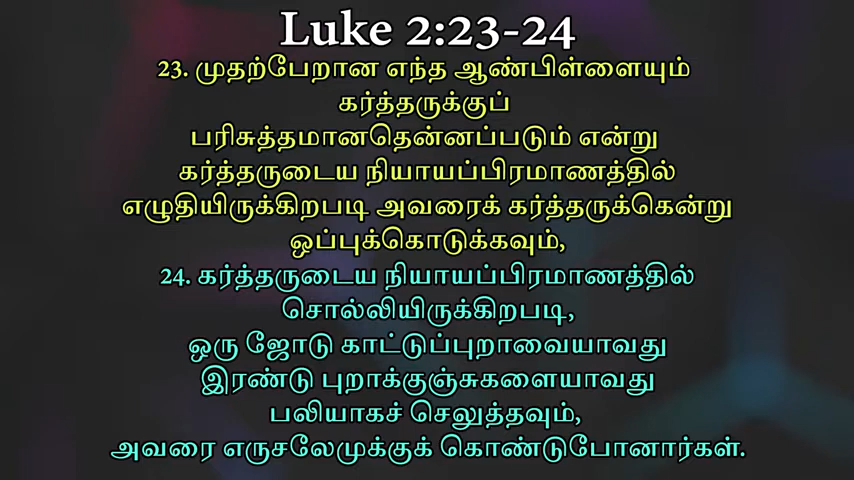 Luke 2:23-24
23. முதற்பேறான எந்த ஆண்பிள்ளையும்
கர்த்தருக்குப்
பரிசுத்தமானதென்னப்படும் என்று
கர்த்தருடைய நியாயப்பிரமாணத்தில்
எழுதியிருக்கிறபடி அவரைக் கர்த்தருக்கென்று
ஒப்புக்கொடுக்கவும்,
24. கர்த்தருடைய நியாயப்பிரமாணத்தில்
சொல்லியிருக்கிறபடி,
ஒரு ஜோடு காட்டுப்புறாவையாவது
இரண்டு புறாக்குஞ்சுகளையாவது
பலியாகச் செலுத்தவும்,
அவரை எருசலேமுக்குக் கொண்டுபோனார்கள்.